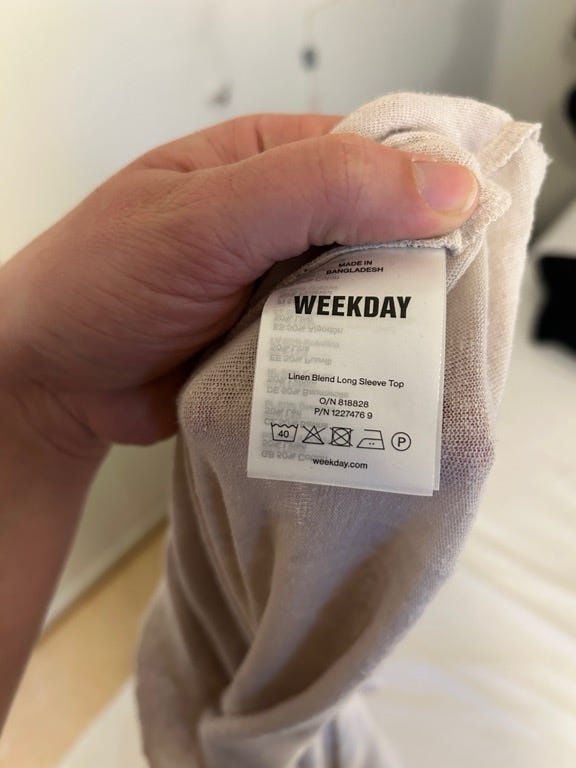 MADE IN
BANGLADESH
WEEKDAY
Linen Blend Long Sleeve Top
O/N 818828
P/N 1227476 9
40
P
weekday.com